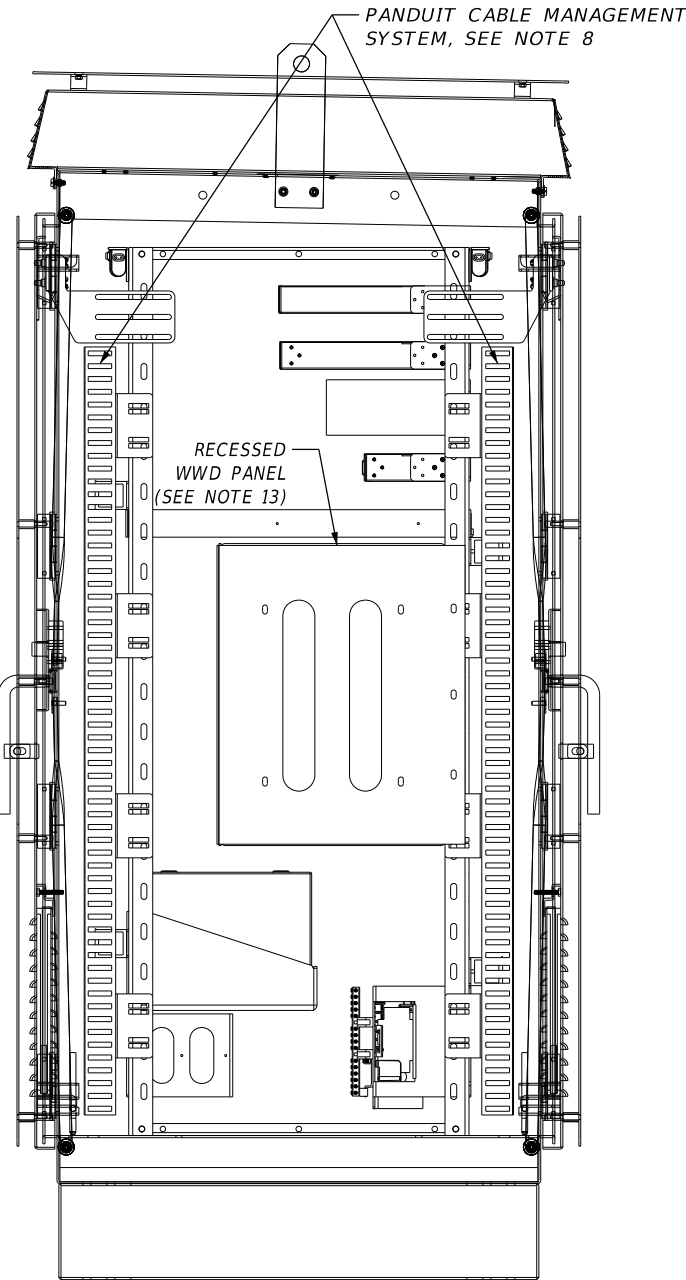 PANDUIT CABLE MANAGEMENT
SYSTEM, SEE NOTE 8
RECESSED
WWD PANEL
(SEE NOTE 13)